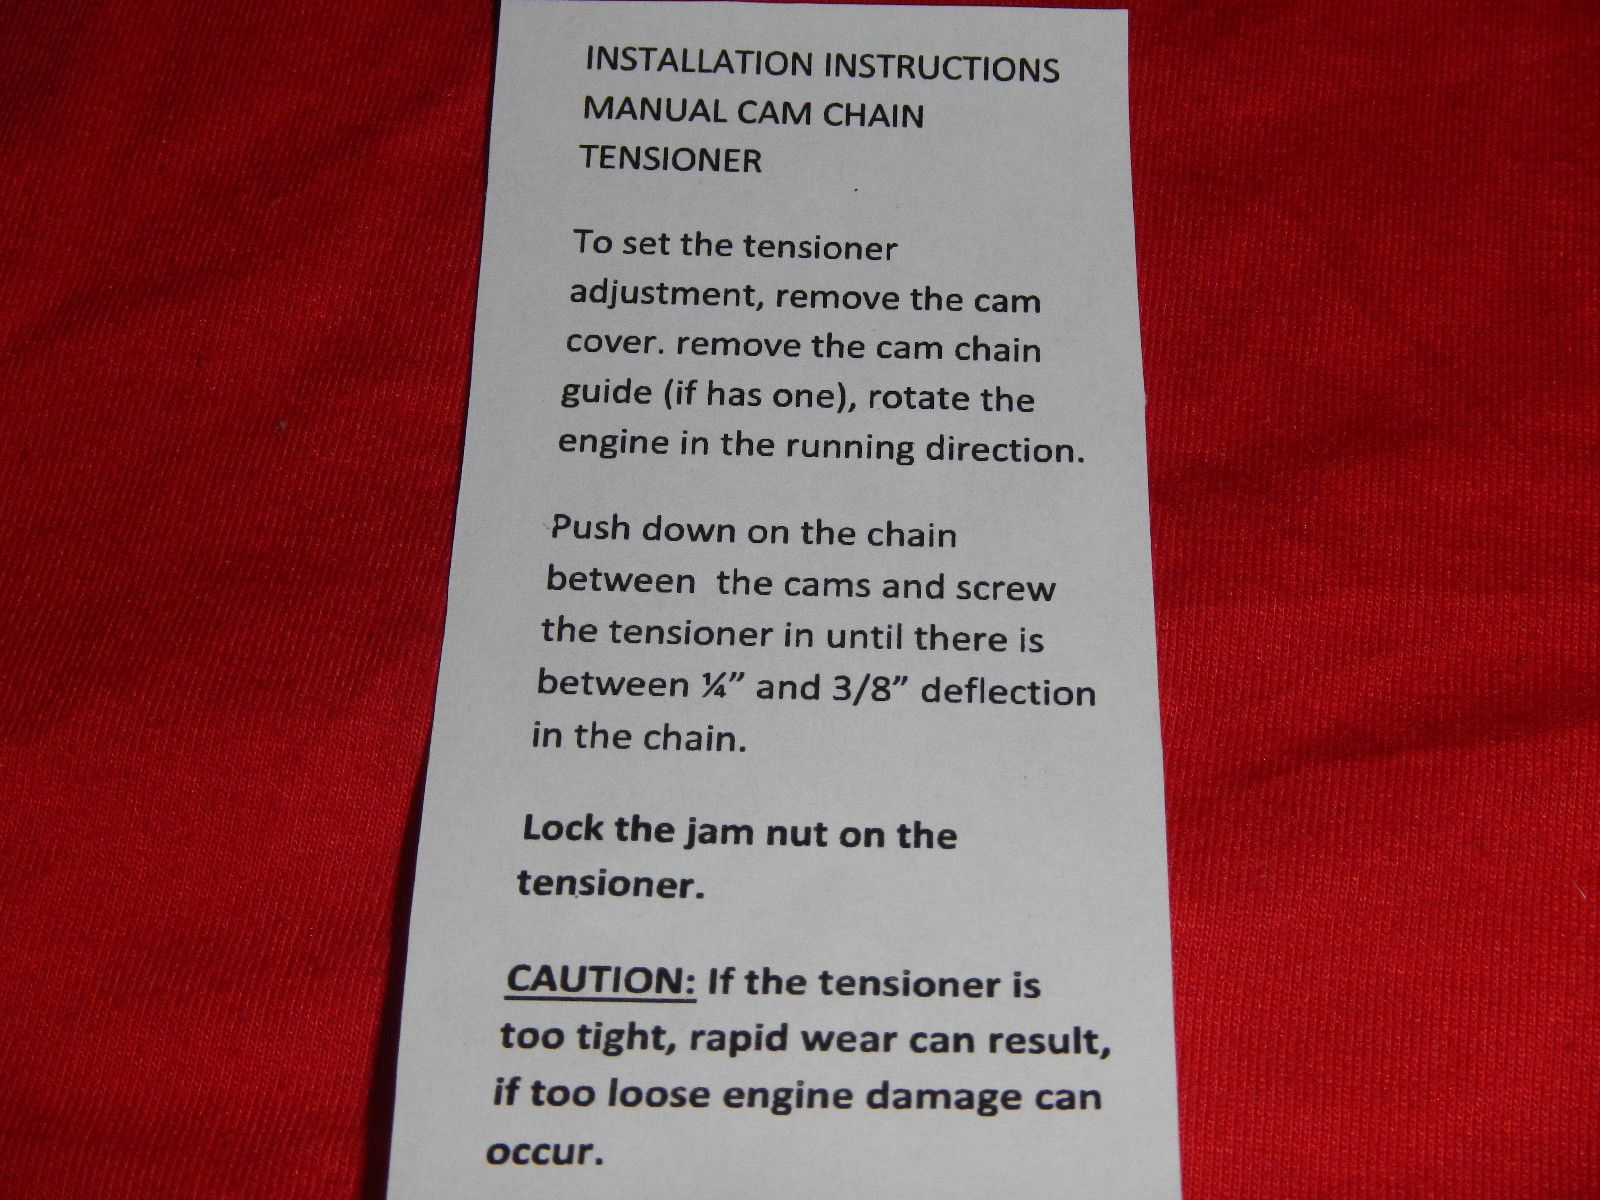 INSTALLATION INSTRUCTIONS
MANUAL CAM CHAIN
TENSIONER
To set the tensioner
adjustment, remove the cam
cover. remove the cam chain
guide (if has one), rotate the
engine in the running direction.
Push down on the chain
between  the cams and screw
the tensioner in until there is
between ¼” and 3/8” deflection
in the chain.
Lock the jam nut on the
tensioner.
CAUTION: If the tensioner is
too tight, rapid wear can result,
if too loose engine damage can
occur.